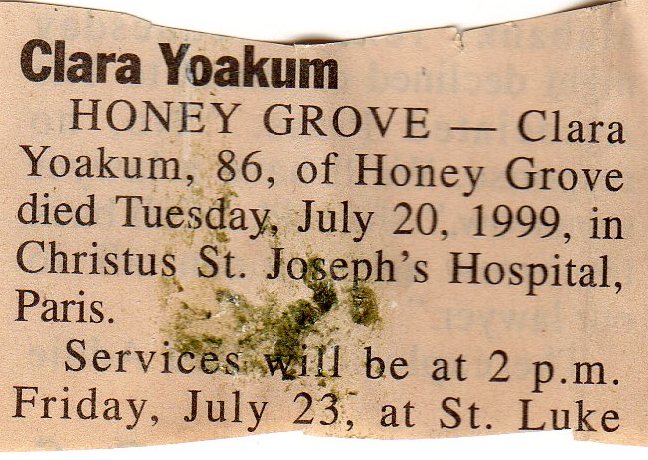 Clara Yoakum
HONEY GROVE — Clara
Yoakum, 86, of Honey Grove
died Tuesday, July 20, 1999, in
Christus St. Joseph's Hospital,
Paris.
Services will be at 2 p.m.
Friday, July 23, at St. Luke